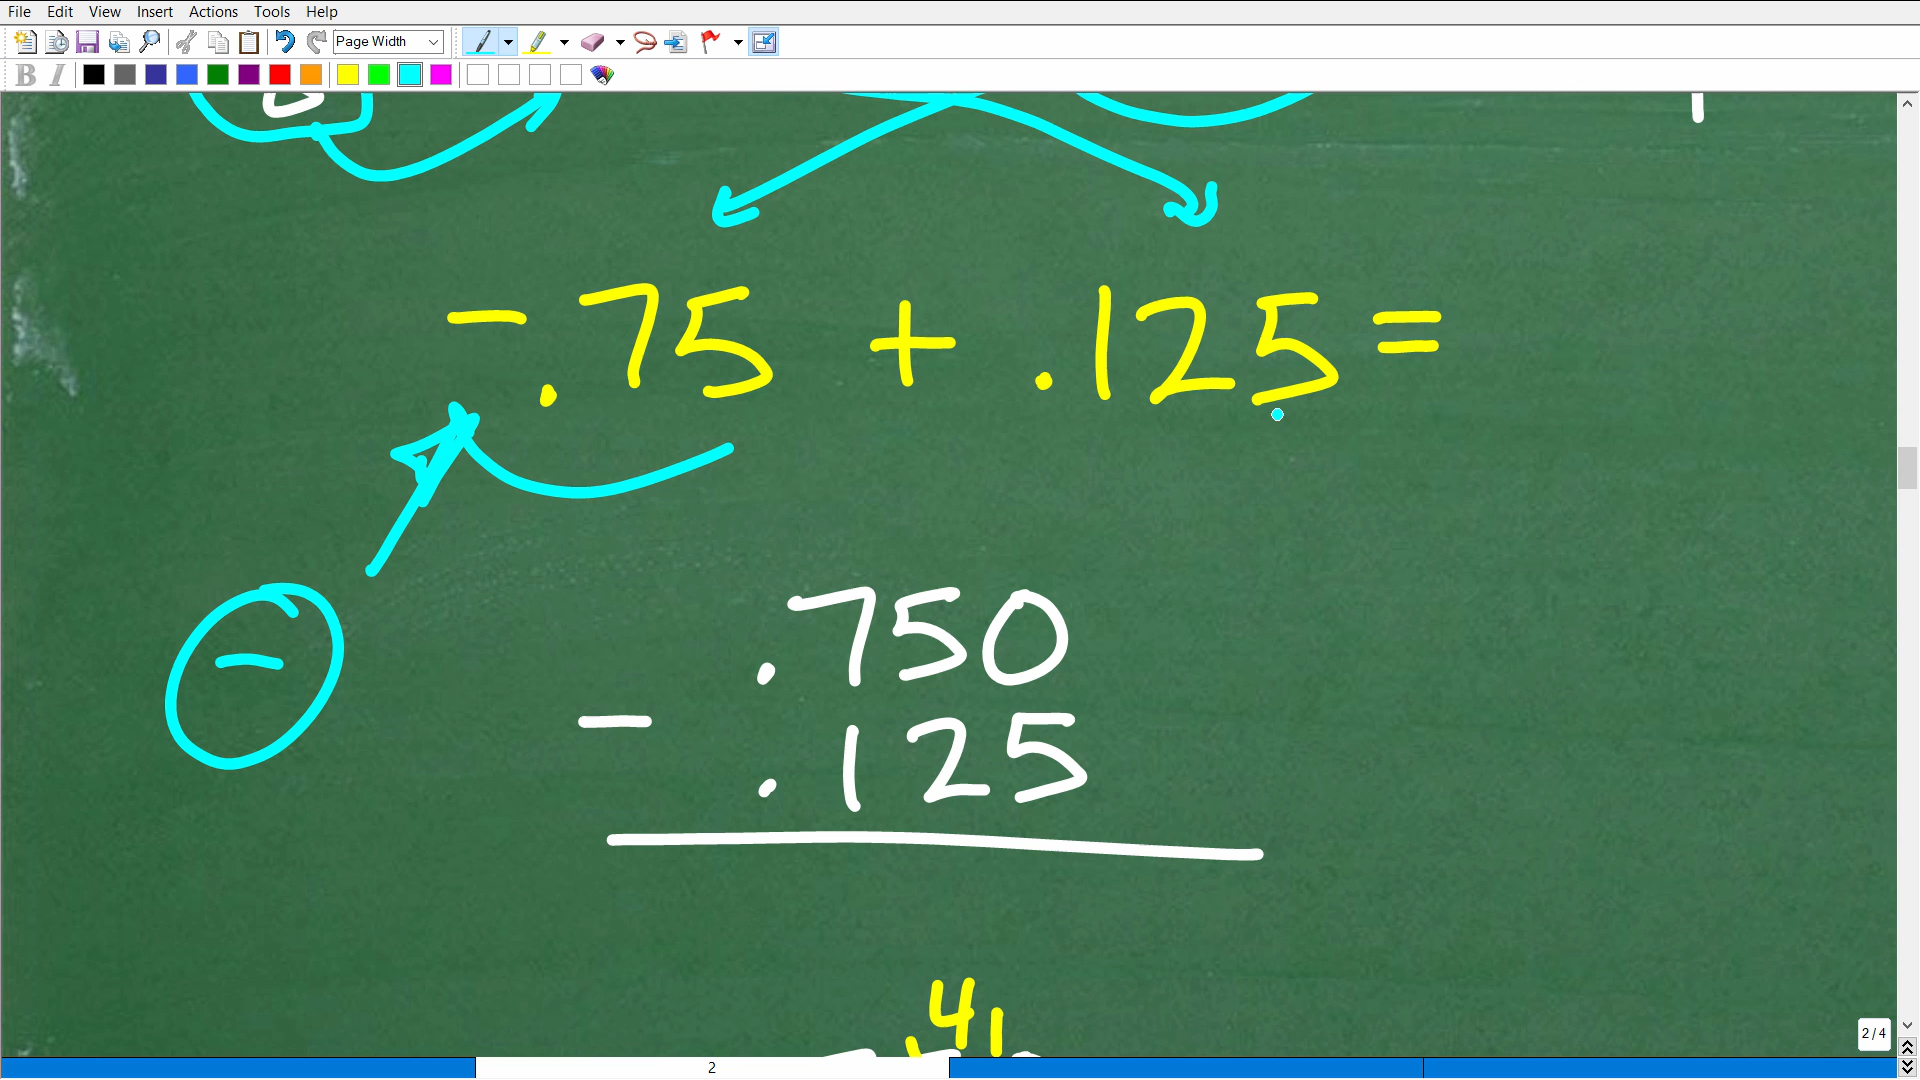 File Edit View Insert Actions Tools Help
Page Width
B I
- .75 + .125 =
.750
- .125
-
41
2 / 4
2